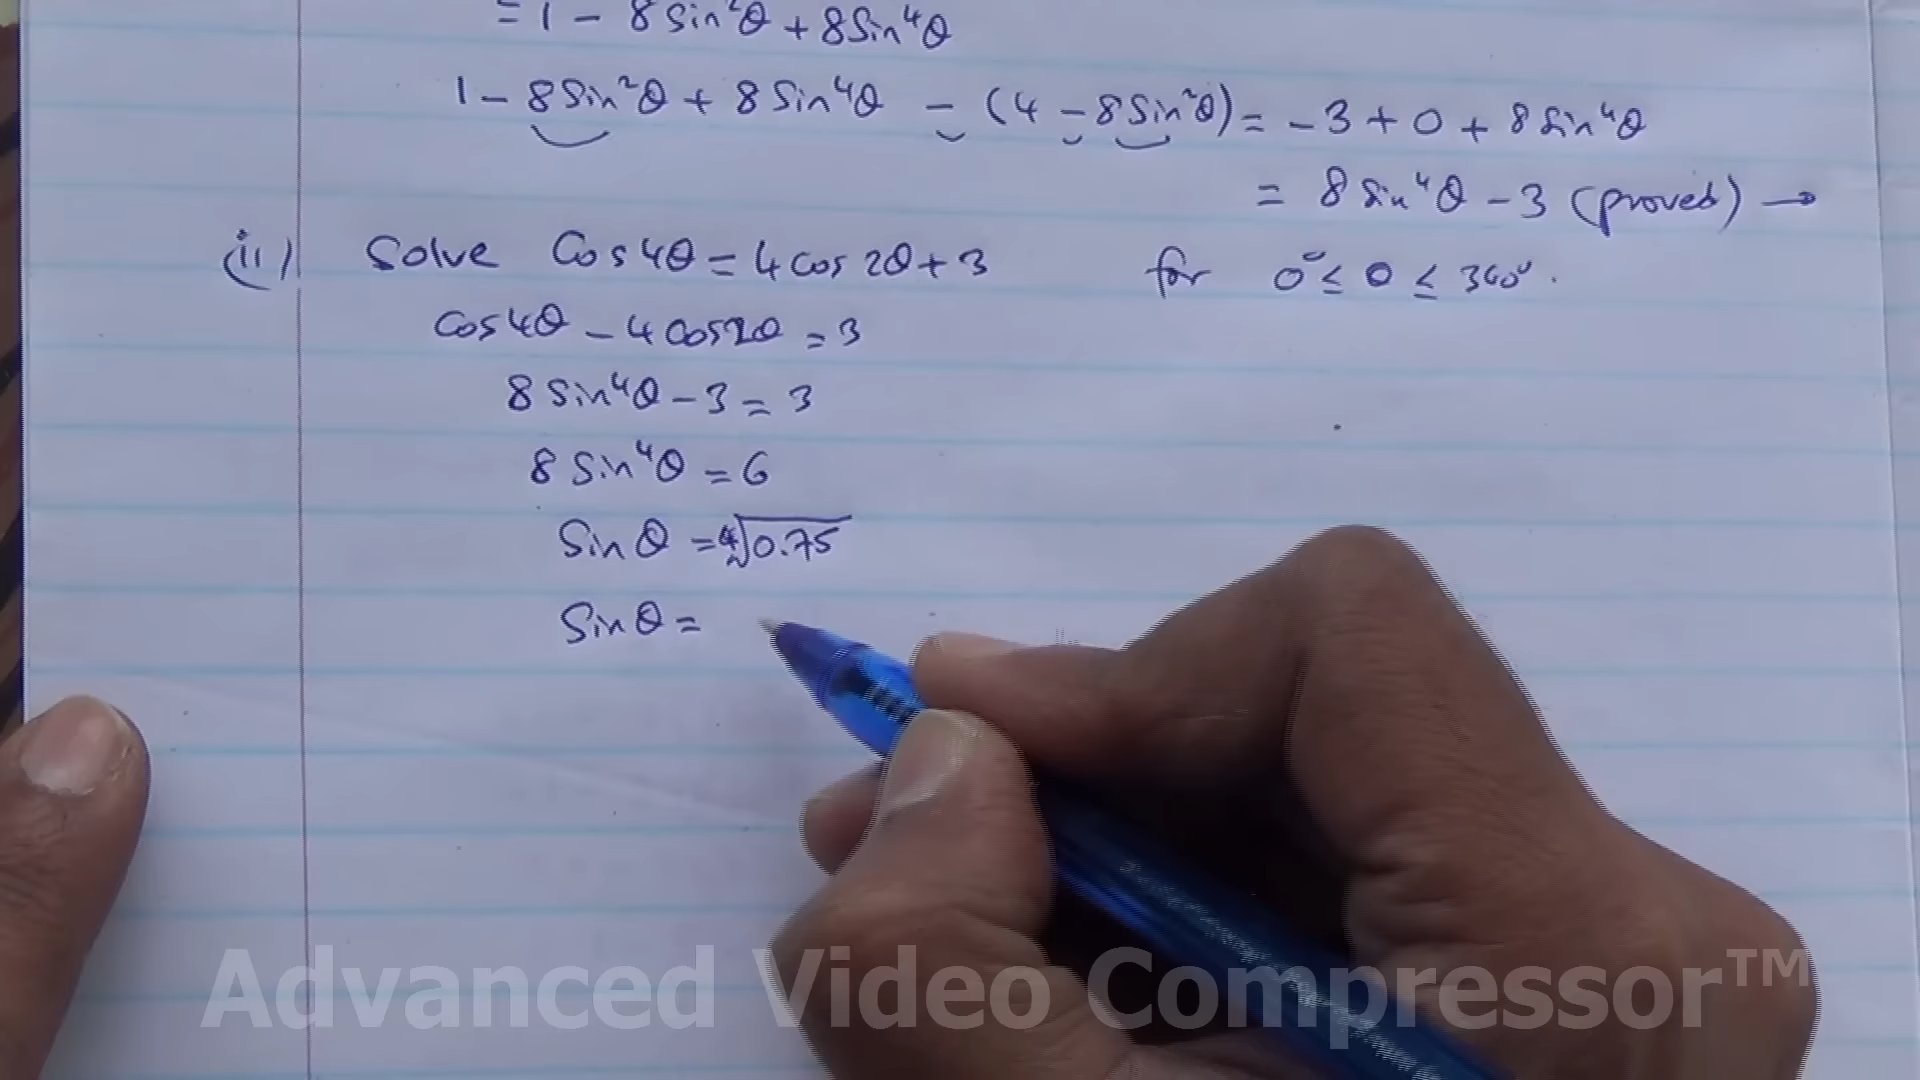 = 1 - 8 Sin²θ + 8 Sin⁴θ
1 - 8 Sin²θ + 8 Sin⁴θ - (4 - 8 Sin²θ) = -3 + 0 + 8 Sin⁴θ
= 8 Sin⁴θ - 3 (proved) →
(ii) Solve Cos 4θ = 4 cos 2θ + 3 for 0° ≤ θ ≤ 360°.
Cos 4θ - 4 Cos 2θ = 3
8 Sin⁴θ - 3 = 3
8 Sin⁴θ = 6
Sin θ = ∜0.75
Sin θ =
Advanced Video Compressor™